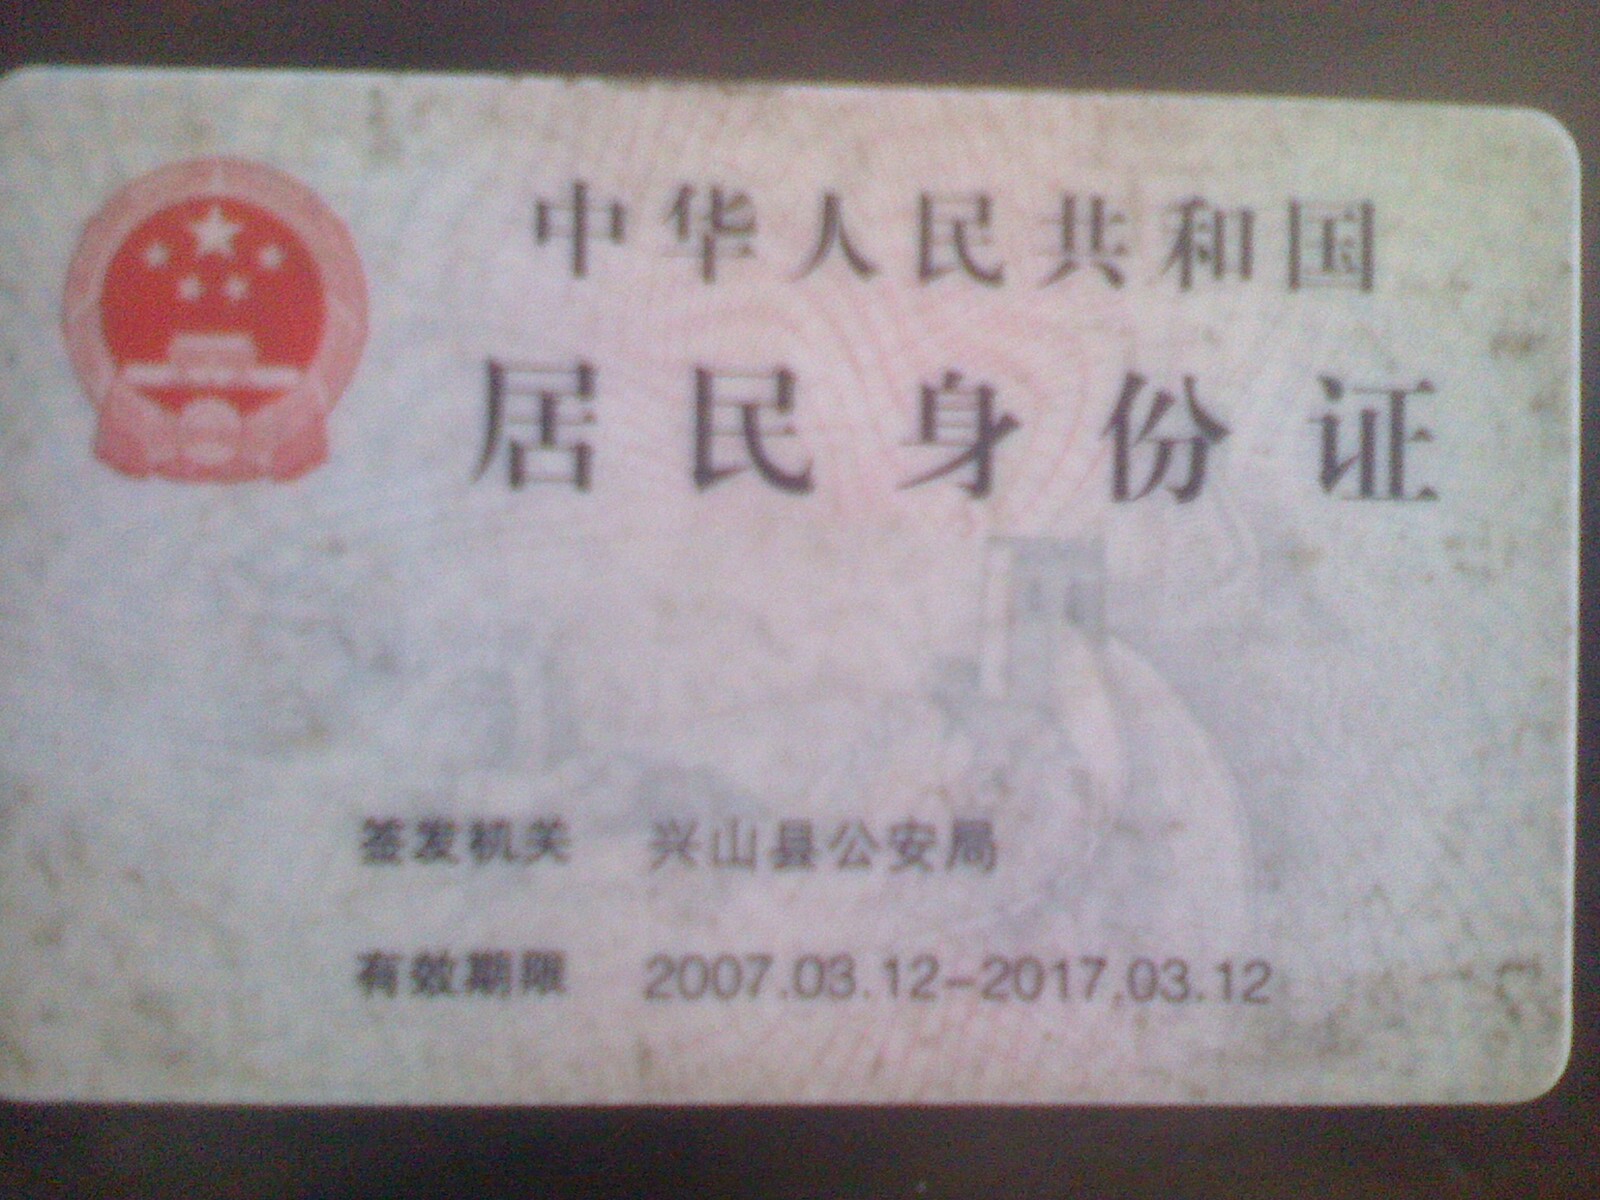 中华人民共和国
居民身份证
签发机关 兴山县公安局
有效期限 2007.03.12-2017.03.12